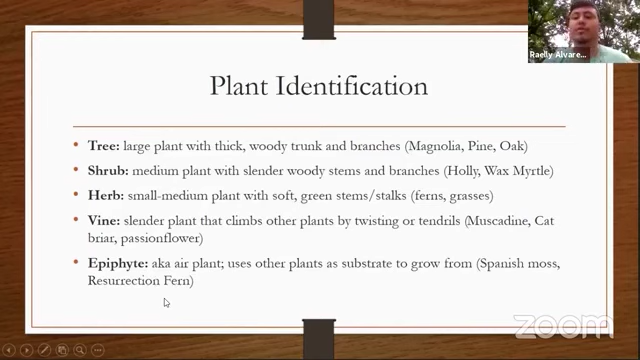 Plant Identification
• Tree: large plant with thick, woody trunk and branches (Magnolia, Pine, Oak)
• Shrub: medium plant with slender woody stems and branches (Holly, Wax Myrtle)
• Herb: small-medium plant with soft, green stems/stalks (ferns, grasses)
• Vine: slender plant that climbs other plants by twisting or tendrils (Muscadine, Cat
briar, passionflower)
• Epiphyte: aka air plant; uses other plants as substrate to grow from (Spanish moss,
Resurrection Fern)
Raelly Alvare...
zoom